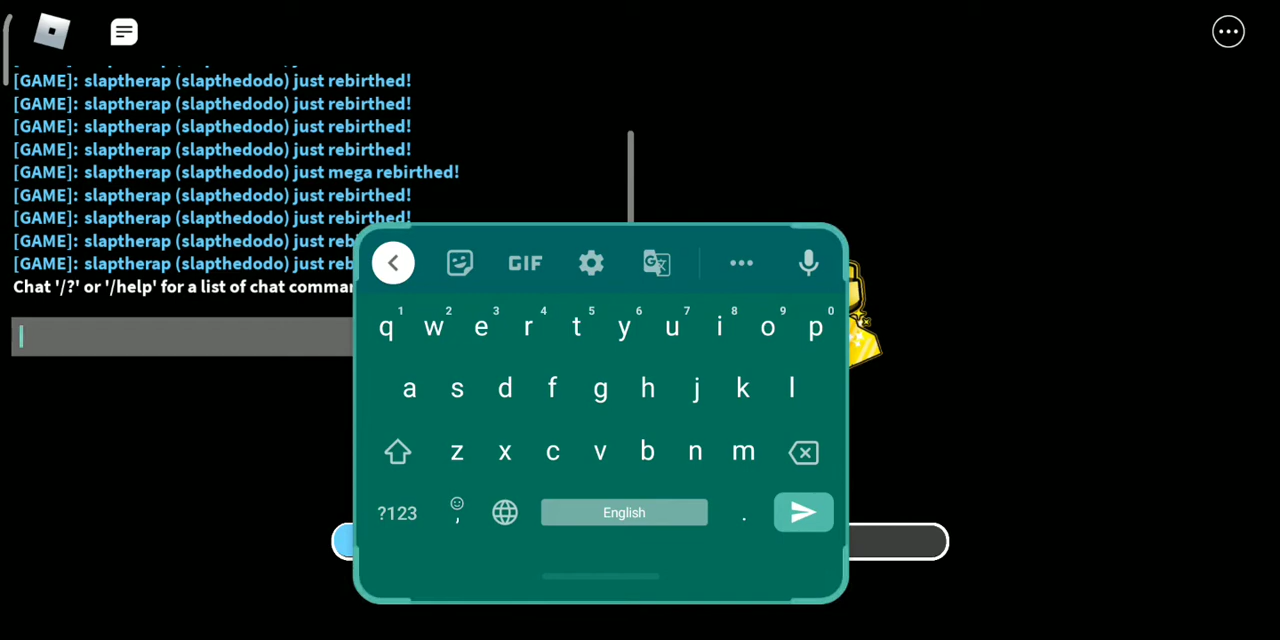 [GAME]: slaptherap (slapthedodo) just rebirthed!
[GAME]: slaptherap (slapthedodo) just rebirthed!
[GAME]: slaptherap (slapthedodo) just rebirthed!
[GAME]: slaptherap (slapthedodo) just rebirthed!
[GAME]: slaptherap (slapthedodo) just mega rebirthed!
[GAME]: slaptherap (slapthedodo) just rebirthed!
[GAME]: slaptherap (slapthedodo) just rebirthed!
[GAME]: slaptherap (slapthedodo) just reb
[GAME]: slaptherap (slapthedodo) just reb
Chat '/?' or '/help' for a list of chat comma
GIF
1 2 3 4 5 6 7 8 9 0
q w e r t y u i o p
a s d f g h j k l
z x c v b n m
?123 , English .